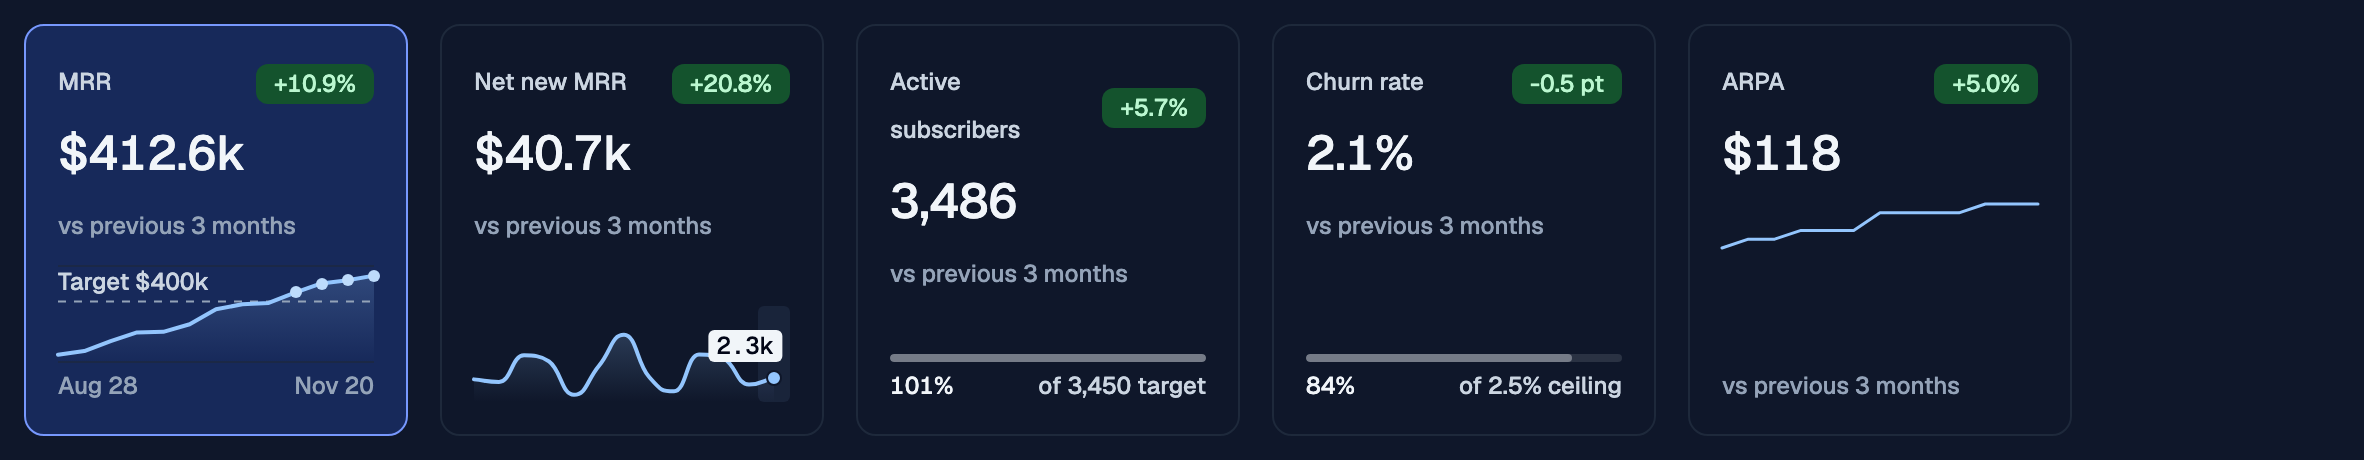 MRR
+10.9%
$412.6k
vs previous 3 months
Target $400k
Aug 28
Nov 20
Net new MRR
+20.8%
$40.7k
vs previous 3 months
2.3k
Active
subscribers
+5.7%
3,486
vs previous 3 months
101%
of 3,450 target
Churn rate
-0.5 pt
2.1%
vs previous 3 months
84%
of 2.5% ceiling
ARPA
+5.0%
$118
vs previous 3 months